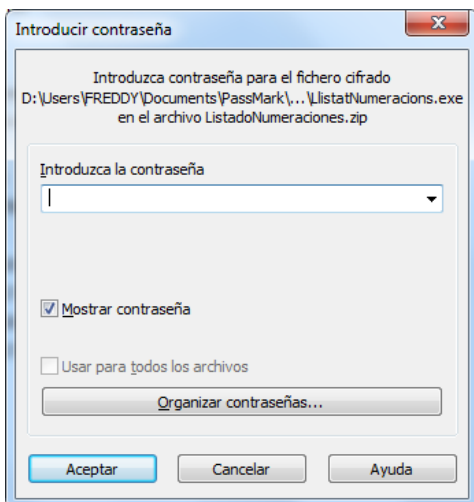 Introducir contraseña
Introduzca contraseña para el fichero cifrado
D:\Users\FREDDY\Documents\PassMark\...\LlistatNumeracions.exe
en el archivo ListadoNumeraciones.zip
Introduzca la contraseña
Mostrar contraseña
Usar para todos los archivos
Organizar contraseñas...
Aceptar Cancelar Ayuda